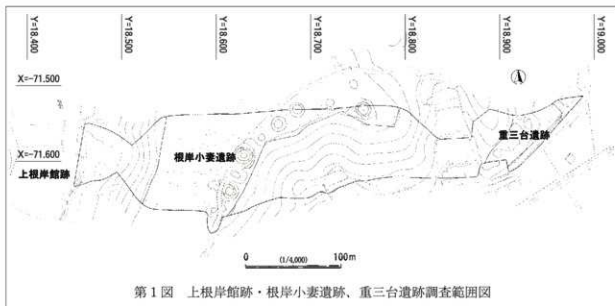 Y=18.400
Y=18.500
Y=18.600
Y=18.700
Y=18.800
Y=18.900
Y=19.000
X=-71.500
X=-71.600
上根岸館跡
根岸小妻遺跡
重三台遺跡
0 (1/4,000) 100m
第1図 上根岸館跡・根岸小妻遺跡、重三台遺跡調査範囲図